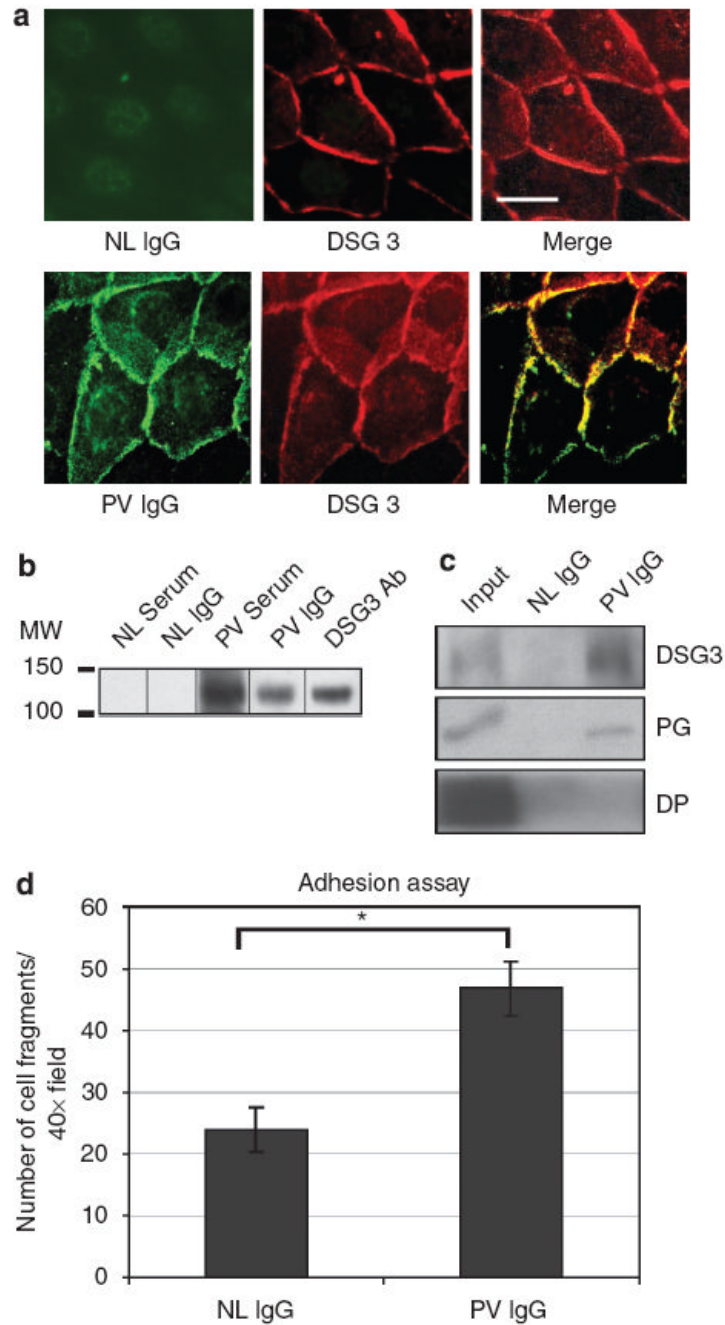 a
NL IgG DSG 3 Merge
PV IgG DSG 3 Merge
b
NL Serum
NL IgG
PV Serum
PV IgG
DSG3 Ab
MW
150
100
c
Input
NL IgG
PV IgG
DSG3
PG
DP
d
Adhesion assay
Number of cell fragments/
40× field
60
50
40
30
20
10
0
*
NL IgG PV IgG